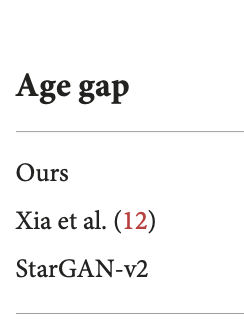 Age gap
Ours
Xia et al. (12)
StarGAN-v2